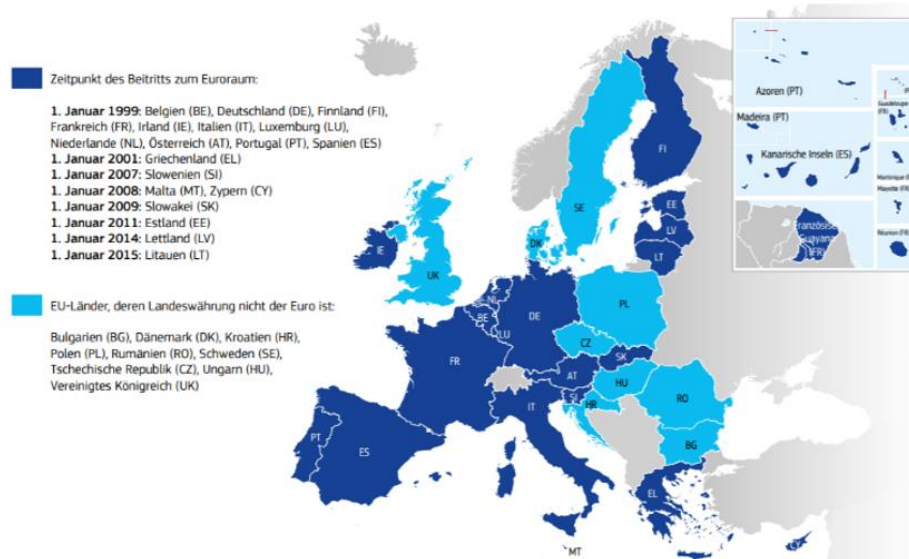 Zeitpunkt des Beitritts zum Euroraum:
1. Januar 1999: Belgien (BE), Deutschland (DE), Finnland (FI),
Frankreich (FR), Irland (IE), Italien (IT), Luxemburg (LU),
Niederlande (NL), Österreich (AT), Portugal (PT), Spanien (ES)
1. Januar 2001: Griechenland (EL)
1. Januar 2007: Slowenien (SI)
1. Januar 2008: Malta (MT), Zypern (CY)
1. Januar 2009: Slowakei (SK)
1. Januar 2011: Estland (EE)
1. Januar 2014: Lettland (LV)
1. Januar 2015: Litauen (LT)
EU-Länder, deren Landeswährung nicht der Euro ist:
Bulgarien (BG), Dänemark (DK), Kroatien (HR),
Polen (PL), Rumänien (RO), Schweden (SE),
Tschechische Republik (CZ), Ungarn (HU),
Vereinigtes Königreich (UK)
Azoren (PT)
Guadeloupe
(FR)
Madeira (PT)
Kanarische Inseln (ES)
Martinique (F
Mayotte (FR)
Réunion (FR)
Guayana
(FR)
FI
SE
EE
LV
LT
DK
IE
UK
NL
BE
LU
DE
PL
CZ
SK
FR
AT
HU
SI
HR
RO
IT
BG
PT
ES
EL
MT
CY